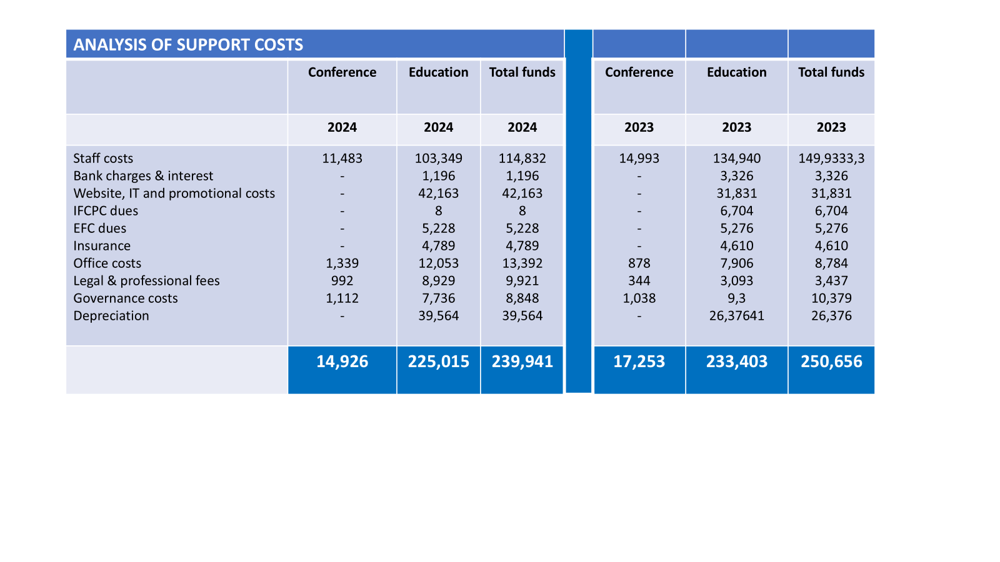 ANALYSIS OF SUPPORT COSTS
Conference Education Total funds Conference Education Total funds
2024 2024 2024 2023 2023 2023
Staff costs 11,483 103,349 114,832 14,993 134,940 149,9333,3
Bank charges & interest - 1,196 1,196 - 3,326 3,326
Website, IT and promotional costs - 42,163 42,163 - 31,831 31,831
IFCPC dues - 8 8 - 6,704 6,704
EFC dues - 5,228 5,228 - 5,276 5,276
Insurance - 4,789 4,789 - 4,610 4,610
Office costs 1,339 12,053 13,392 878 7,906 8,784
Legal & professional fees 992 8,929 9,921 344 3,093 3,437
Governance costs 1,112 7,736 8,848 1,038 9,3 10,379
Depreciation - 39,564 39,564 - 26,37641 26,376
14,926 225,015 239,941 17,253 233,403 250,656